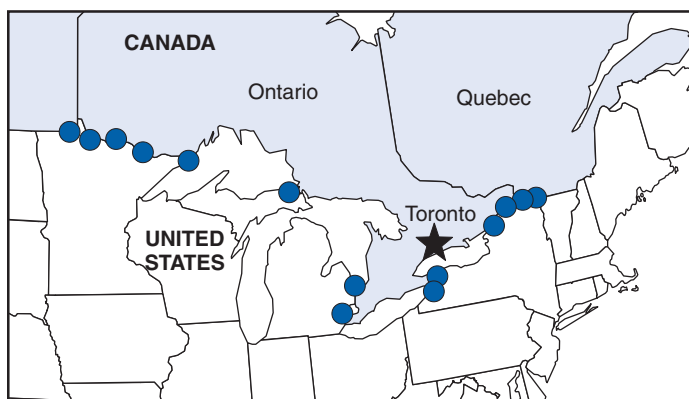 CANADA
Ontario
Quebec
Toronto
UNITED
STATES